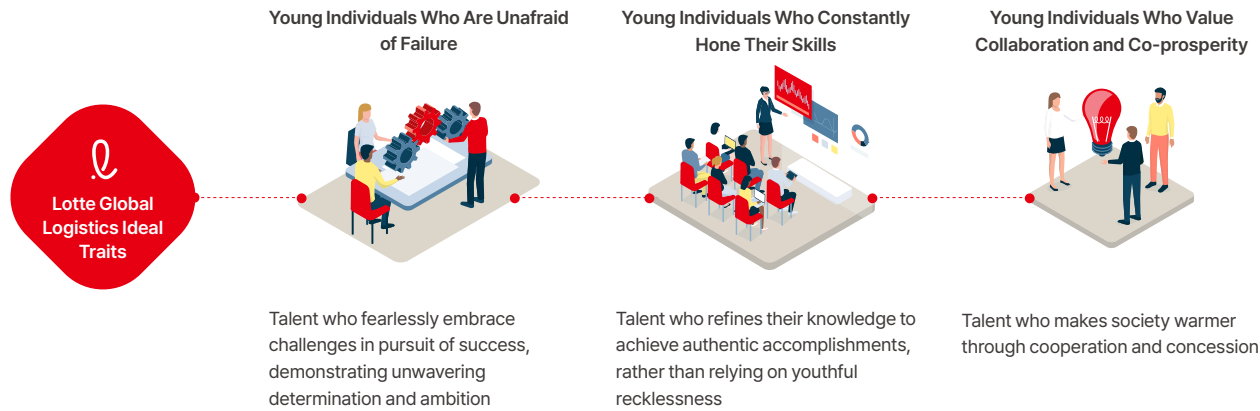 Lotte Global
Logistics Ideal
Traits
Young Individuals Who Are Unafraid
of Failure
Talent who fearlessly embrace
challenges in pursuit of success,
demonstrating unwavering
determination and ambition
Young Individuals Who Constantly
Hone Their Skills
Talent who refines their knowledge to
achieve authentic accomplishments,
rather than relying on youthful
recklessness
Young Individuals Who Value
Collaboration and Co-prosperity
Talent who makes society warmer
through cooperation and concession